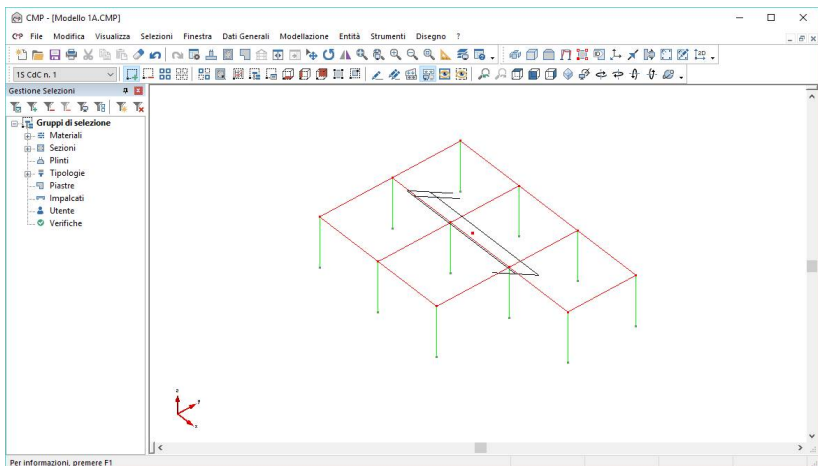 CMP - [Modello 1A.CMP]
File Modifica Visualizza Selezioni Finestra Dati Generali Modellazione Entità Strumenti Disegno ?
1S CdC n. 1
Gestione Selezioni
Gruppi di selezione
Materiali
Sezioni
Plinti
Tipologie
Piastre
Impalcati
Utente
Verifiche
Per informazioni, premere F1